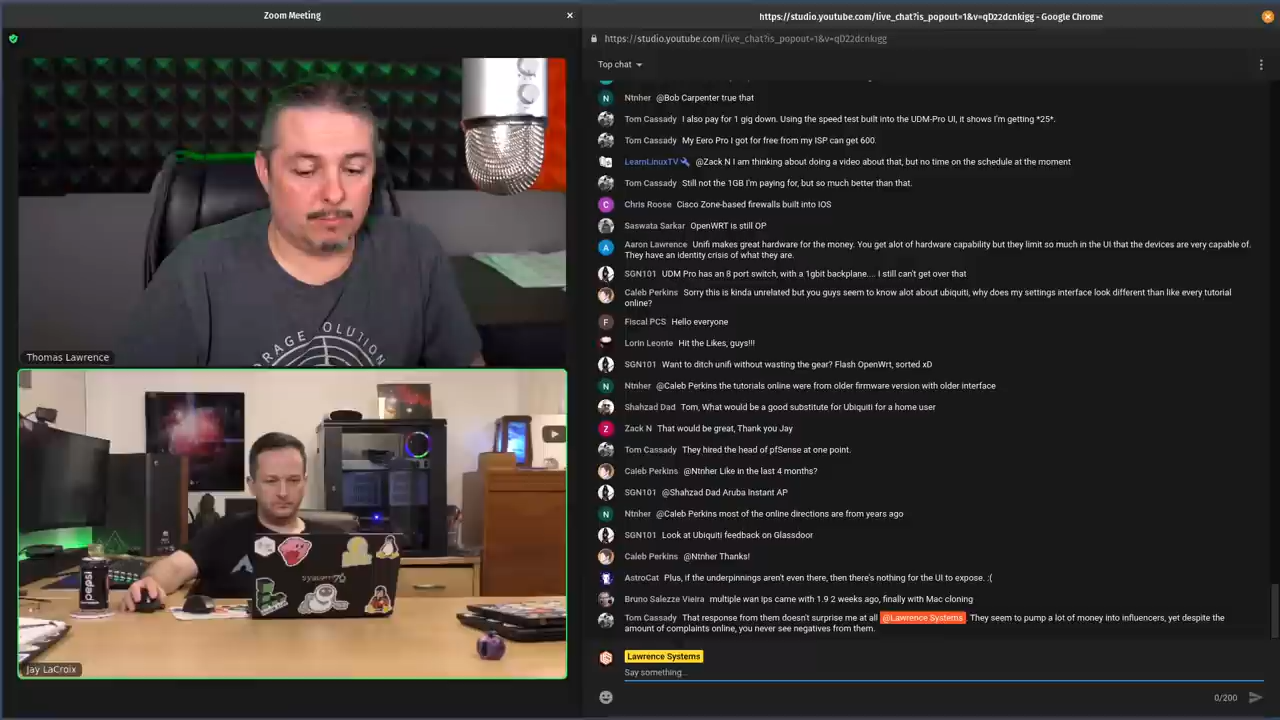 Zoom Meeting
×
https://studio.youtube.com/live_chat?is_popout=1&v=qD22dcnkigg - Google Chrome
https://studio.youtube.com/live_chat?is_popout=1&v=qD22dcnkigg
Top chat
N Ntnher @Bob Carpenter true that
Tom Cassady I also pay for 1 gig down. Using the speed test built into the UDM-Pro UI, it shows I'm getting *25*.
Tom Cassady My Eero Pro I got for free from my ISP can get 600.
LearnLinuxTV @Zack N I am thinking about doing a video about that, but no time on the schedule at the moment
Tom Cassady Still not the 1GB I'm paying for, but so much better than that.
C Chris Roose Cisco Zone-based firewalls built into IOS
Saswata Sarkar OpenWRT is still OP
A Aaron Lawrence Unifi makes great hardware for the money. You get alot of hardware capability but they limit so much in the UI that the devices are very capable of.
They have an identity crisis of what they are.
SGN101 UDM Pro has an 8 port switch, with a 1gbit backplane.... I still can't get over that
Caleb Perkins Sorry this is kinda unrelated but you guys seem to know alot about ubiquiti, why does my settings interface look different than like every tutorial
online?
F Fiscal PCS Hello everyone
Lorin Leonte Hit the Likes, guys!!!
SGN101 Want to ditch unifi without wasting the gear? Flash OpenWrt, sorted xD
N Ntnher @Caleb Perkins the tutorials online were from older firmware version with older interface
Shahzad Dad Tom, What would be a good substitute for Ubiquiti for a home user
Z Zack N That would be great, Thank you Jay
Tom Cassady They hired the head of pfSense at one point.
Caleb Perkins @Ntnher Like in the last 4 months?
SGN101 @Shahzad Dad Aruba Instant AP
N Ntnher @Caleb Perkins most of the online directions are from years ago
SGN101 Look at Ubiquiti feedback on Glassdoor
Caleb Perkins @Ntnher Thanks!
AstroCat Plus, if the underpinnings aren't even there, then there's nothing for the UI to expose. :(
Bruno Salezze Vieira multiple wan ips came with 1.9 2 weeks ago, finally with Mac cloning
Tom Cassady That response from them doesn't surprise me at all @Lawrence Systems . They seem to pump a lot of money into influencers, yet despite the
amount of complaints online, you never see negatives from them.
Lawrence Systems
Say something...
0/200
OLUTION
Thomas Lawrence
system76
pepsi
Jay LaCroix